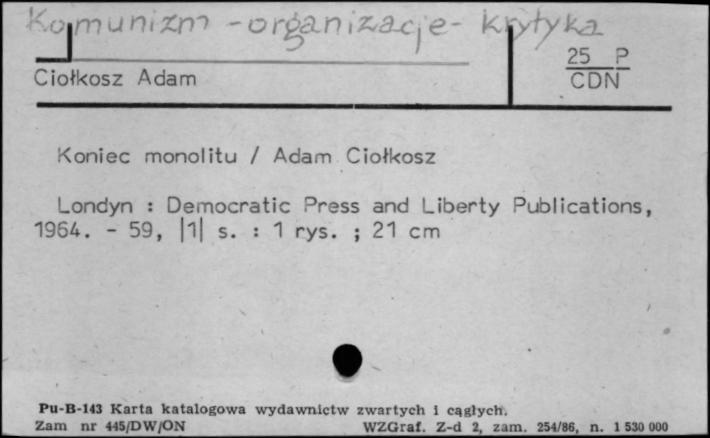 Komunizm - organizacje - krytyka
25 P
CDN
Ciołkosz Adam
Koniec monolitu / Adam Ciołkosz
Londyn : Democratic Press and Liberty Publications,
1964. - 59, |1| s. : 1 rys. ; 21 cm
Pu-B-143 Karta katalogowa wydawnictw zwartych i ciągłych.
Zam nr 445/DW/ON WZGraf. Z-d 2, zam. 254/86, n. 1 530 000